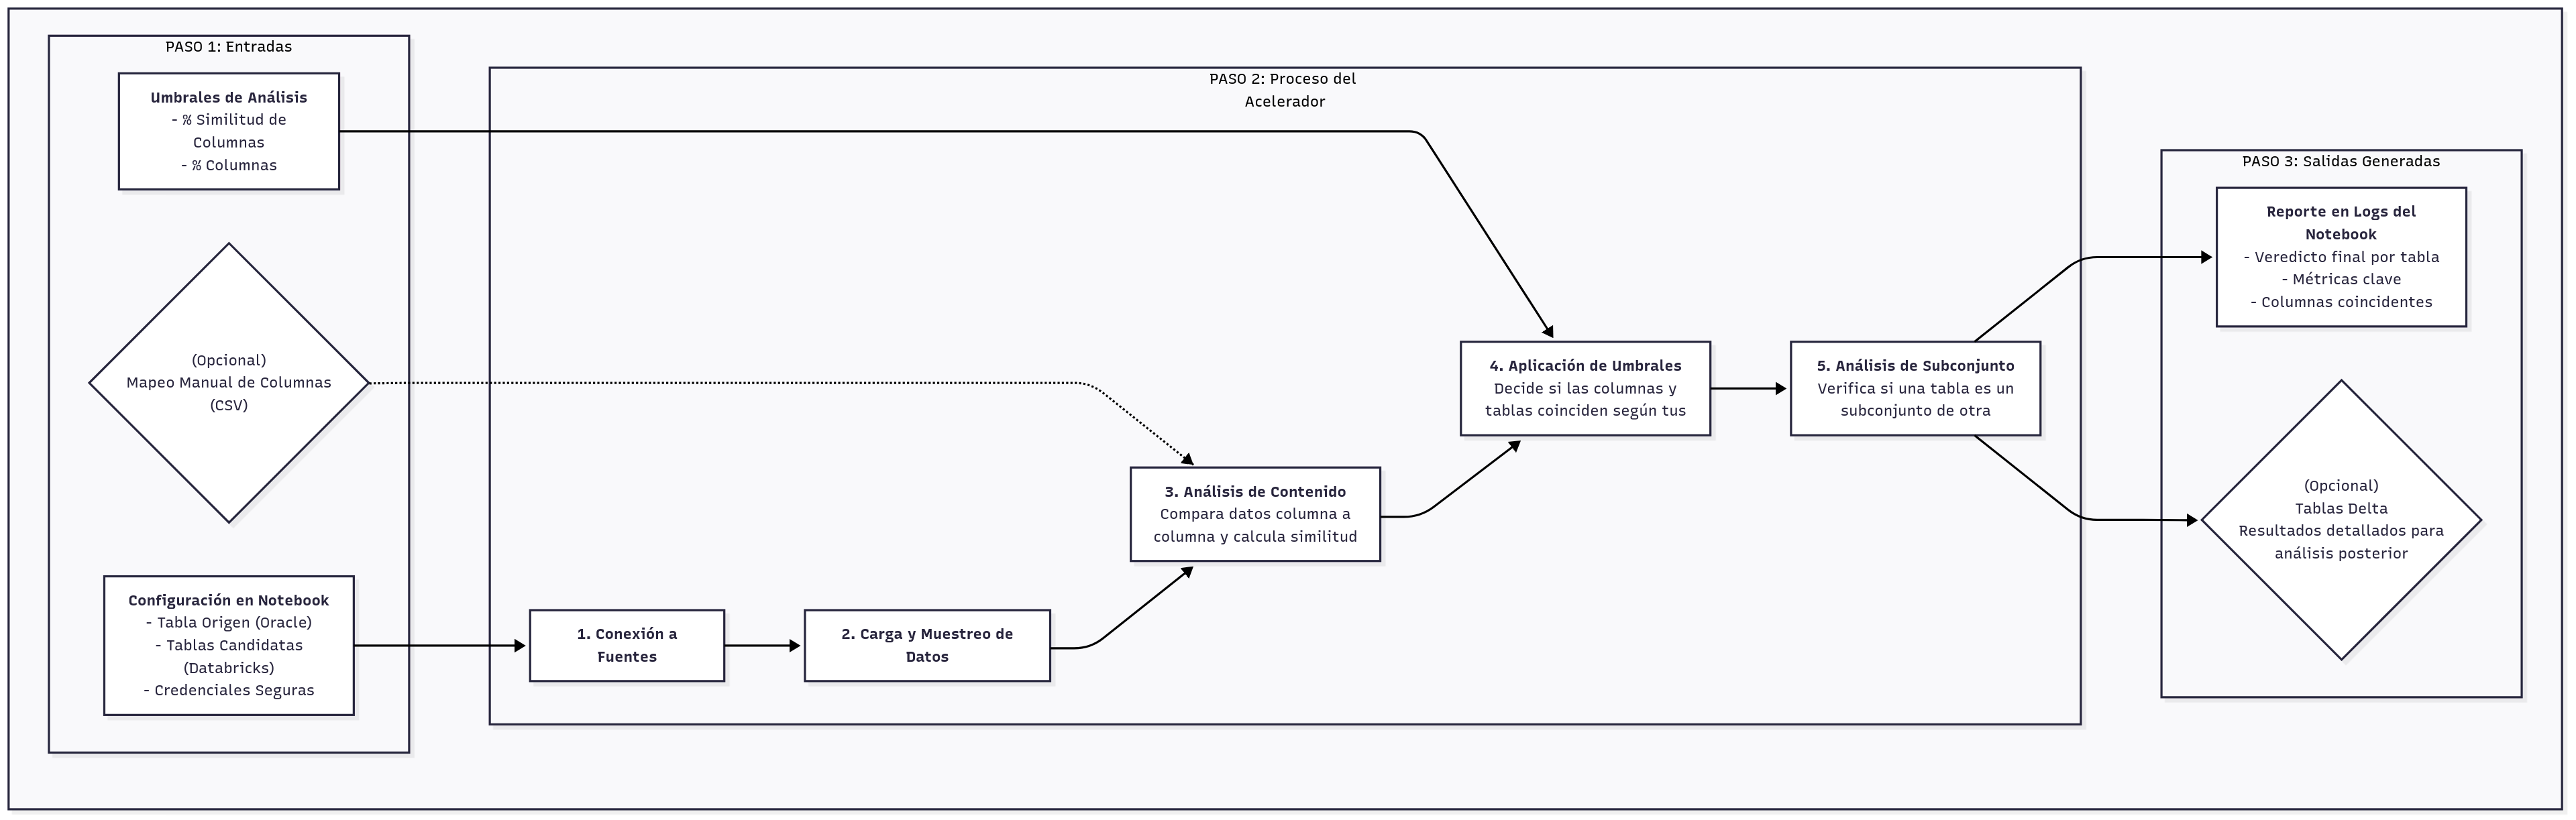 PASO 1: Entradas
Umbrales de Análisis
- % Similitud de
Columnas
- % Columnas
(Opcional)
Mapeo Manual de Columnas
(CSV)
Configuración en Notebook
- Tabla Origen (Oracle)
- Tablas Candidatas
(Databricks)
- Credenciales Seguras
PASO 2: Proceso del
Acelerador
1. Conexión a
Fuentes
2. Carga y Muestreo de
Datos
3. Análisis de Contenido
Compara datos columna a
columna y calcula similitud
4. Aplicación de Umbrales
Decide si las columnas y
tablas coinciden según tus
5. Análisis de Subconjunto
Verifica si una tabla es un
subconjunto de otra
PASO 3: Salidas Generadas
Reporte en Logs del
Notebook
- Veredicto final por tabla
- Métricas clave
- Columnas coincidentes
(Opcional)
Tablas Delta
Resultados detallados para
análisis posterior